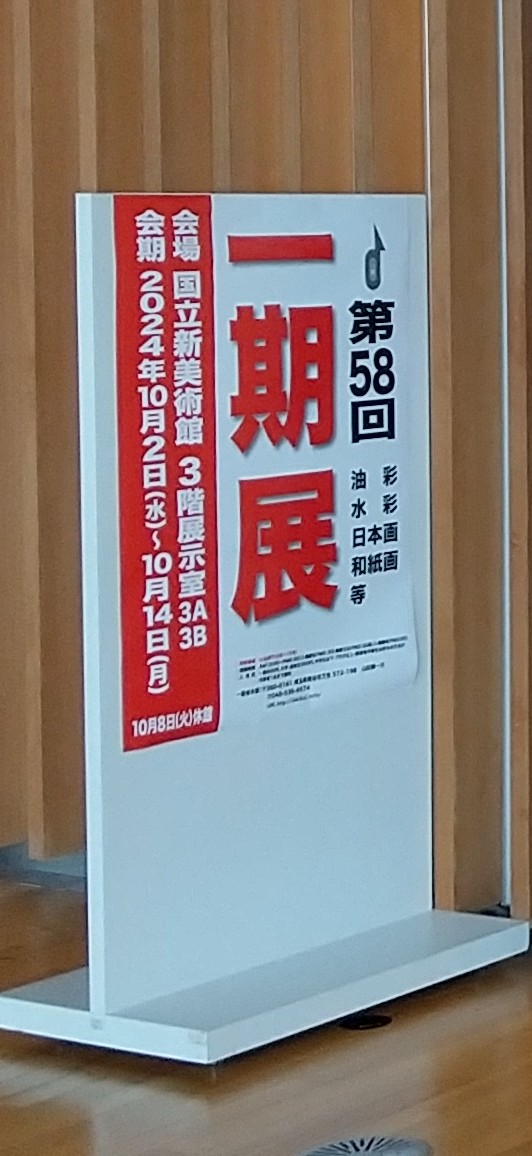 第58回
油彩
水彩
日本画
和紙画
等
一期展
会場 国立新美術館 3階展示室3A 3B
会期 2024年10月2日(水)～10月14日(月)
10月8日(火)休館